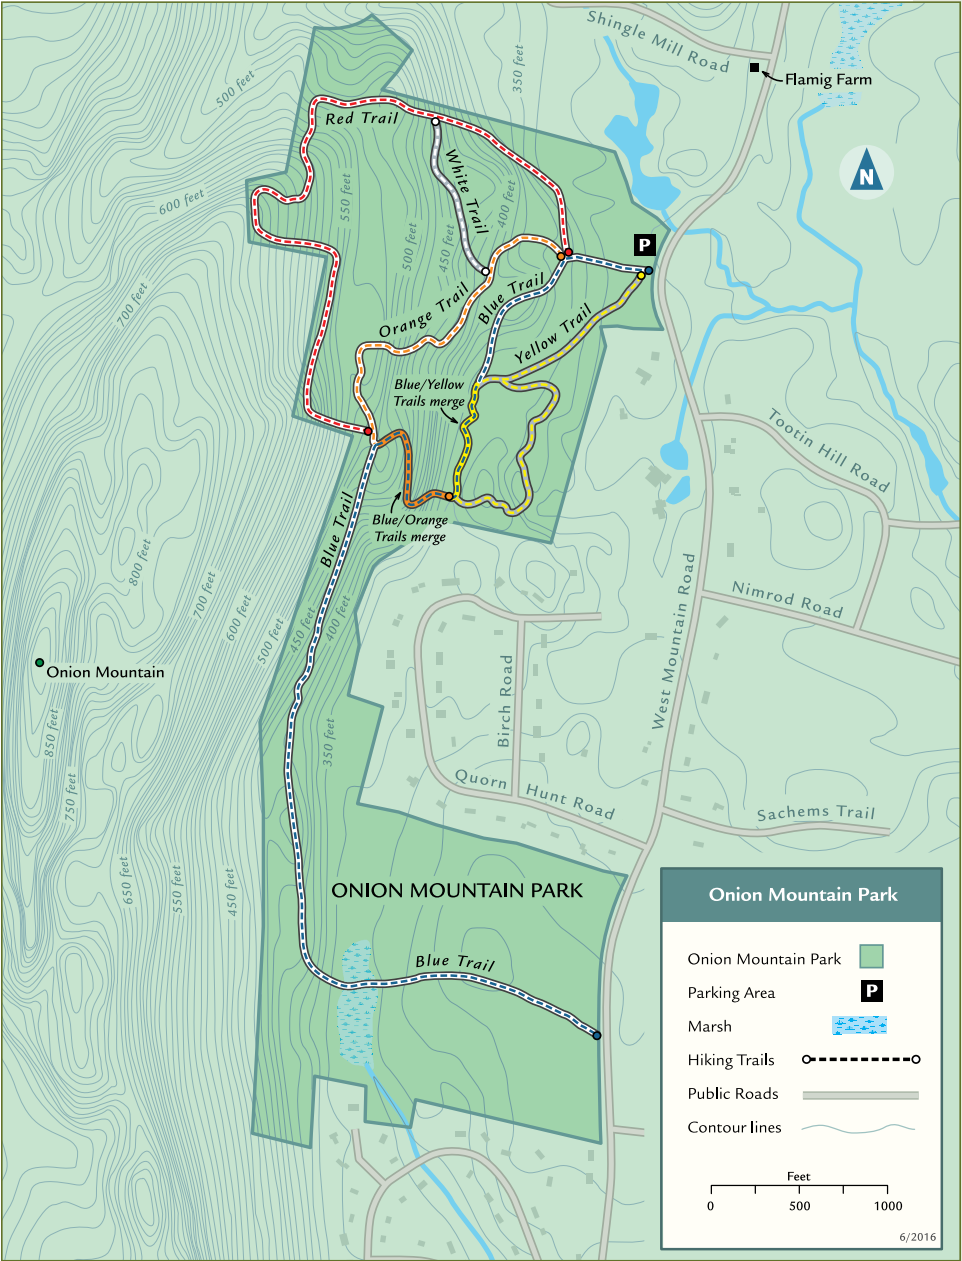 Shingle Mill Road
Flamig Farm
N
350 feet
500 feet
Red Trail
White Trail
400 feet
550 feet
600 feet
500 feet
450 feet
P
700 feet
Orange Trail
Blue Trail
Yellow Trail
Blue/Yellow
Trails merge
Tootin Hill Road
Blue/Orange
Trails merge
Blue Trail
800 feet
700 feet
600 feet
500 feet
450 feet
400 feet
Nimrod Road
West Mountain Road
Onion Mountain
Birch Road
850 feet
750 feet
350 feet
Quorn Hunt Road
Sachems Trail
650 feet
550 feet
450 feet
ONION MOUNTAIN PARK
Blue Trail
Onion Mountain Park
Onion Mountain Park
Parking Area
P
Marsh
Hiking Trails
Public Roads
Contour lines
Feet
0 500 1000
6/2016